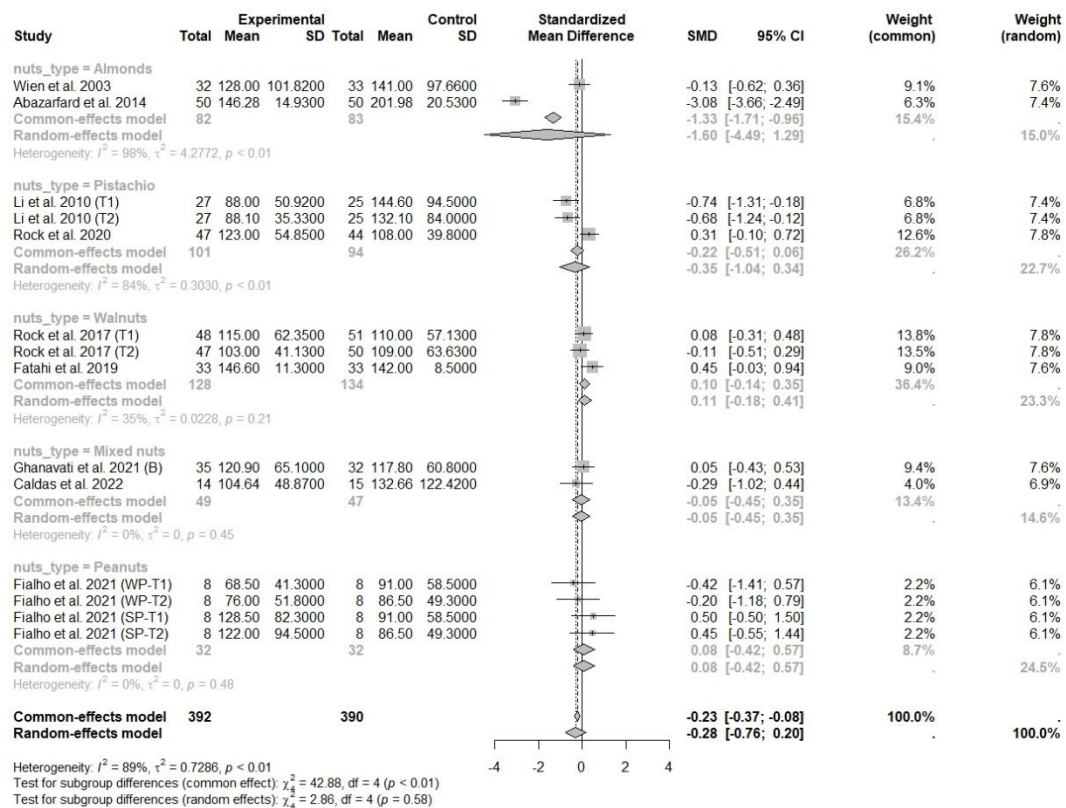 Experimental Control Standardized Weight Weight
Study Total Mean SD Total Mean SD Mean Difference SMD 95% CI (common) (random)
nuts_type = Almonds
Wien et al. 2003 32 128.00 101.8200 33 141.00 97.6600 -0.13 [-0.62; 0.36] 9.1% 7.6%
Abazarfard et al. 2014 50 146.28 14.9300 50 201.98 20.5300 -3.08 [-3.66; -2.49] 6.3% 7.4%
Common-effects model 82 83 -1.33 [-1.71; -0.96] 15.4% .
Random-effects model -1.60 [-4.49; 1.29] . 15.0%
Heterogeneity: I² = 98%, τ² = 4.2772, p < 0.01
nuts_type = Pistachio
Li et al. 2010 (T1) 27 88.00 50.9200 25 144.60 94.5000 -0.74 [-1.31; -0.18] 6.8% 7.4%
Li et al. 2010 (T2) 27 88.10 35.3300 25 132.10 84.0000 -0.68 [-1.24; -0.12] 6.8% 7.4%
Rock et al. 2020 47 123.00 54.8500 44 108.00 39.8000 0.31 [-0.10; 0.72] 12.6% 7.8%
Common-effects model 101 94 -0.22 [-0.51; 0.06] 26.2% .
Random-effects model -0.35 [-1.04; 0.34] . 22.7%
Heterogeneity: I² = 84%, τ² = 0.3030, p < 0.01
nuts_type = Walnuts
Rock et al. 2017 (T1) 48 115.00 62.3500 51 110.00 57.1300 0.08 [-0.31; 0.48] 13.8% 7.8%
Rock et al. 2017 (T2) 47 103.00 41.1300 50 109.00 63.6300 -0.11 [-0.51; 0.29] 13.5% 7.8%
Fatahi et al. 2019 33 146.60 11.3000 33 142.00 8.5000 0.45 [-0.03; 0.94] 9.0% 7.6%
Common-effects model 128 134 0.10 [-0.14; 0.35] 36.4% .
Random-effects model 0.11 [-0.18; 0.41] . 23.3%
Heterogeneity: I² = 35%, τ² = 0.0228, p = 0.21
nuts_type = Mixed nuts
Ghanavati et al. 2021 (B) 35 120.90 65.1000 32 117.80 60.8000 0.05 [-0.43; 0.53] 9.4% 7.6%
Caldas et al. 2022 14 104.64 48.8700 15 132.66 122.4200 -0.29 [-1.02; 0.44] 4.0% 6.9%
Common-effects model 49 47 -0.05 [-0.45; 0.35] 13.4% .
Random-effects model -0.05 [-0.45; 0.35] . 14.6%
Heterogeneity: I² = 0%, τ² = 0, p = 0.45
nuts_type = Peanuts
Fialho et al. 2021 (WP-T1) 8 68.50 41.3000 8 91.00 58.5000 -0.42 [-1.41; 0.57] 2.2% 6.1%
Fialho et al. 2021 (WP-T2) 8 76.00 51.8000 8 86.50 49.3000 -0.20 [-1.18; 0.79] 2.2% 6.1%
Fialho et al. 2021 (SP-T1) 8 128.50 82.3000 8 91.00 58.5000 0.50 [-0.50; 1.50] 2.2% 6.1%
Fialho et al. 2021 (SP-T2) 8 122.00 94.5000 8 86.50 49.3000 0.45 [-0.55; 1.44] 2.2% 6.1%
Common-effects model 32 32 0.08 [-0.42; 0.57] 8.7% .
Random-effects model 0.08 [-0.42; 0.57] . 24.5%
Heterogeneity: I² = 0%, τ² = 0, p = 0.48
Common-effects model 392 390 -0.23 [-0.37; -0.08] 100.0% .
Random-effects model -0.28 [-0.76; 0.20] . 100.0%
-4 -2 0 2 4
Heterogeneity: I² = 89%, τ² = 0.7286, p < 0.01
Test for subgroup differences (common effect): χ²₄ = 42.88, df = 4 (p < 0.01)
Test for subgroup differences (random effects): χ²₄ = 2.86, df = 4 (p = 0.58)